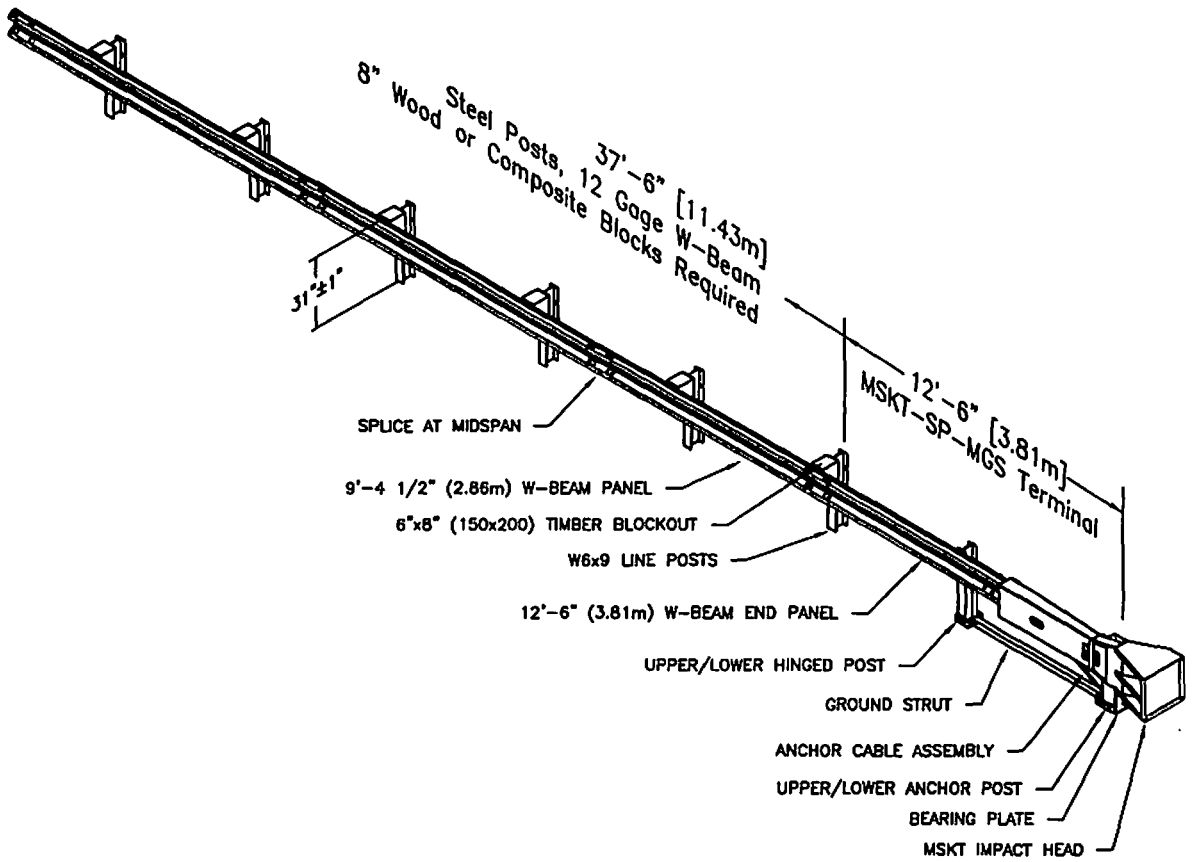 37'-6" [11.43m]
Steel Posts, 12 Gage W-Beam
8" Wood or Composite Blocks Required
31"±1"
12'-6" [3.81m]
MSKT-SP-MGS Terminal
SPLICE AT MIDSPAN
9'-4 1/2" (2.86m) W-BEAM PANEL
6"x8" (150x200) TIMBER BLOCKOUT
W6x9 LINE POSTS
12'-6" (3.81m) W-BEAM END PANEL
UPPER/LOWER HINGED POST
GROUND STRUT
ANCHOR CABLE ASSEMBLY
UPPER/LOWER ANCHOR POST
BEARING PLATE
MSKT IMPACT HEAD